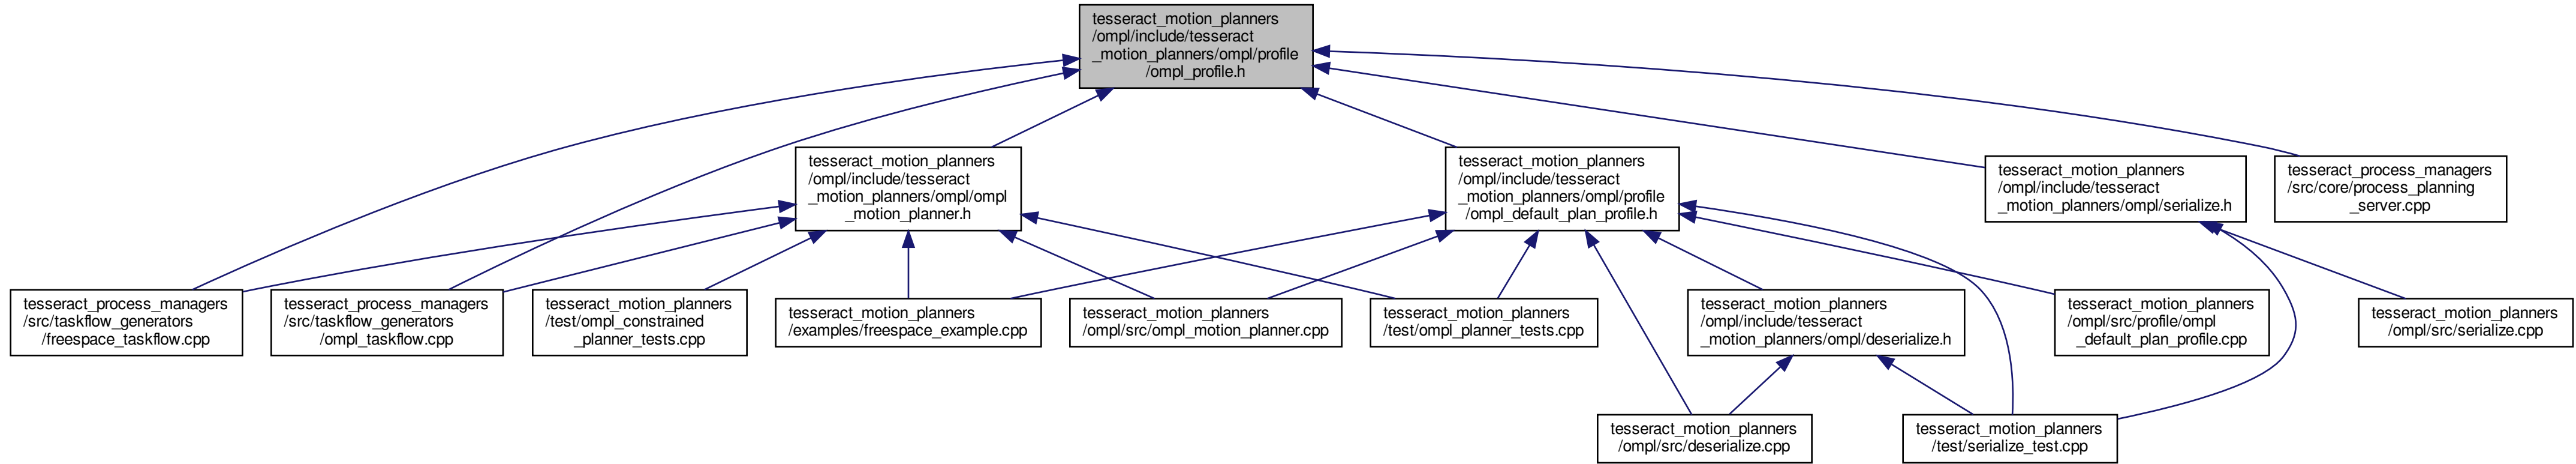 tesseract_motion_planners
/ompl/include/tesseract
_motion_planners/ompl/profile
/ompl_profile.h
tesseract_motion_planners
/ompl/include/tesseract
_motion_planners/ompl/ompl
_motion_planner.h
tesseract_motion_planners
/ompl/include/tesseract
_motion_planners/ompl/profile
/ompl_default_plan_profile.h
tesseract_motion_planners
/ompl/include/tesseract
_motion_planners/ompl/serialize.h
tesseract_process_managers
/src/core/process_planning
_server.cpp
tesseract_process_managers
/src/taskflow_generators
/freespace_taskflow.cpp
tesseract_process_managers
/src/taskflow_generators
/ompl_taskflow.cpp
tesseract_motion_planners
/test/ompl_constrained
_planner_tests.cpp
tesseract_motion_planners
/examples/freespace_example.cpp
tesseract_motion_planners
/ompl/src/ompl_motion_planner.cpp
tesseract_motion_planners
/test/ompl_planner_tests.cpp
tesseract_motion_planners
/ompl/include/tesseract
_motion_planners/ompl/deserialize.h
tesseract_motion_planners
/ompl/src/profile/ompl
_default_plan_profile.cpp
tesseract_motion_planners
/ompl/src/serialize.cpp
tesseract_motion_planners
/ompl/src/deserialize.cpp
tesseract_motion_planners
/test/serialize_test.cpp